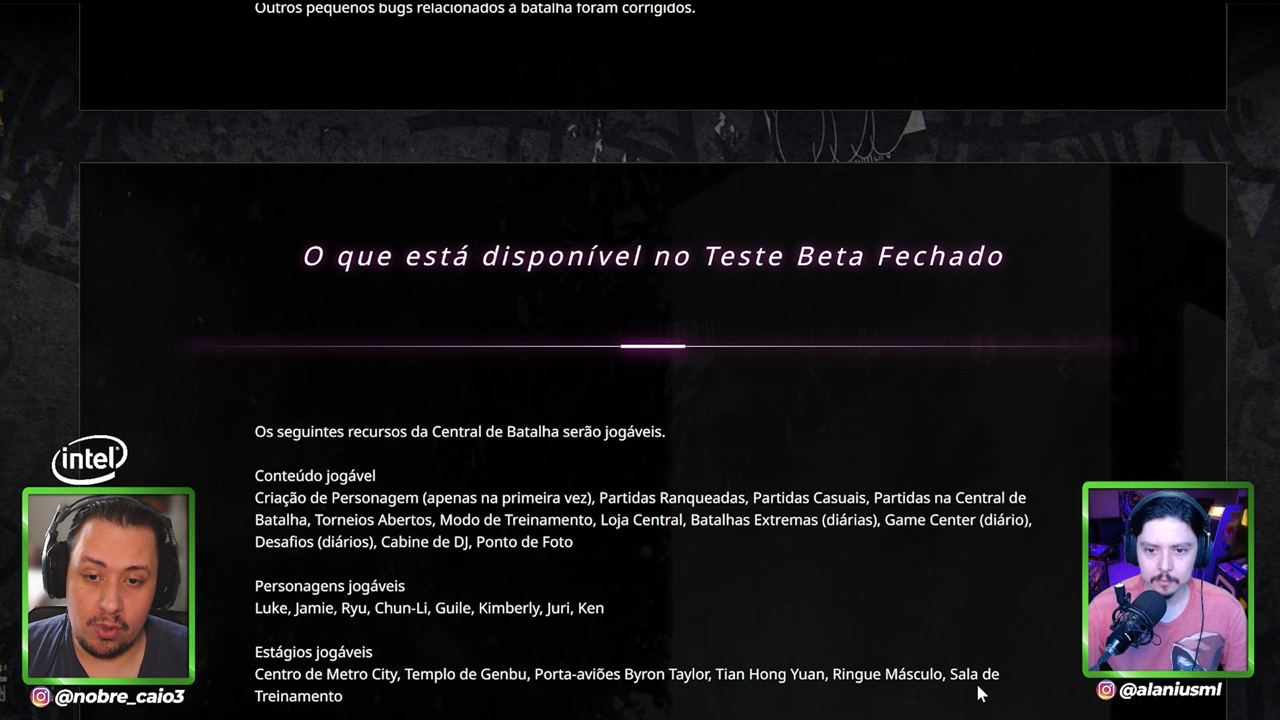 Outros pequenos bugs relacionados à batalha foram corrigidos.
O que está disponível no Teste Beta Fechado
Os seguintes recursos da Central de Batalha serão jogáveis.
Conteúdo jogável
Criação de Personagem (apenas na primeira vez), Partidas Ranqueadas, Partidas Casuais, Partidas na Central de
Batalha, Torneios Abertos, Modo de Treinamento, Loja Central, Batalhas Extremas (diárias), Game Center (diário),
Desafios (diários), Cabine de DJ, Ponto de Foto
Personagens jogáveis
Luke, Jamie, Ryu, Chun-Li, Guile, Kimberly, Juri, Ken
Estágios jogáveis
Centro de Metro City, Templo de Genbu, Porta-aviões Byron Taylor, Tian Hong Yuan, Ringue Másculo, Sala de
Treinamento
intel
@nobre_caio3
@alaniusml